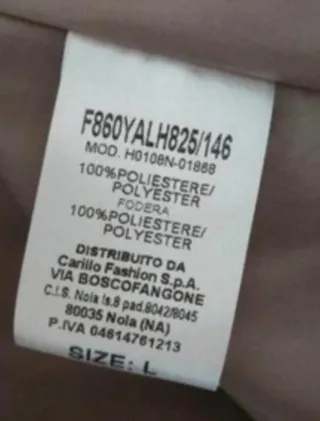 F860YALH825/146
MOD. H0108N-01868
100%POLIESTERE/
POLYESTER
FODERA
100%POLIESTERE/
POLYESTER
DISTRIBUITO DA
Carillo Fashion S.p.A.
VIA BOSCOFANGONE
C.I.S. Nola Is.8 pad.8042/8045
80035 Nola (NA)
P.IVA 04614761213
SIZE: L